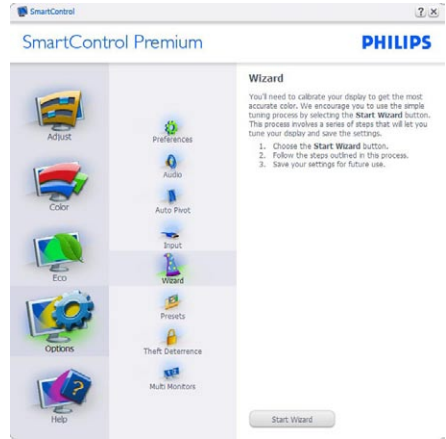 SmartControl
SmartControl Premium
PHILIPS
Adjust
Color
Eco
Options
Help
Preferences
Audio
Auto Pivot
Input
Wizard
Presets
Theft Deterrence
Multi Monitors
Wizard
You'll need to calibrate your display to get the most
accurate color. We encourage you to use the simple
tuning process by selecting the Start Wizard button.
This process involves a series of steps that will let you
tune your display and save the settings.
1. Choose the Start Wizard button.
2. Follow the steps outlined in this process.
3. Save your settings for future use.
Start Wizard